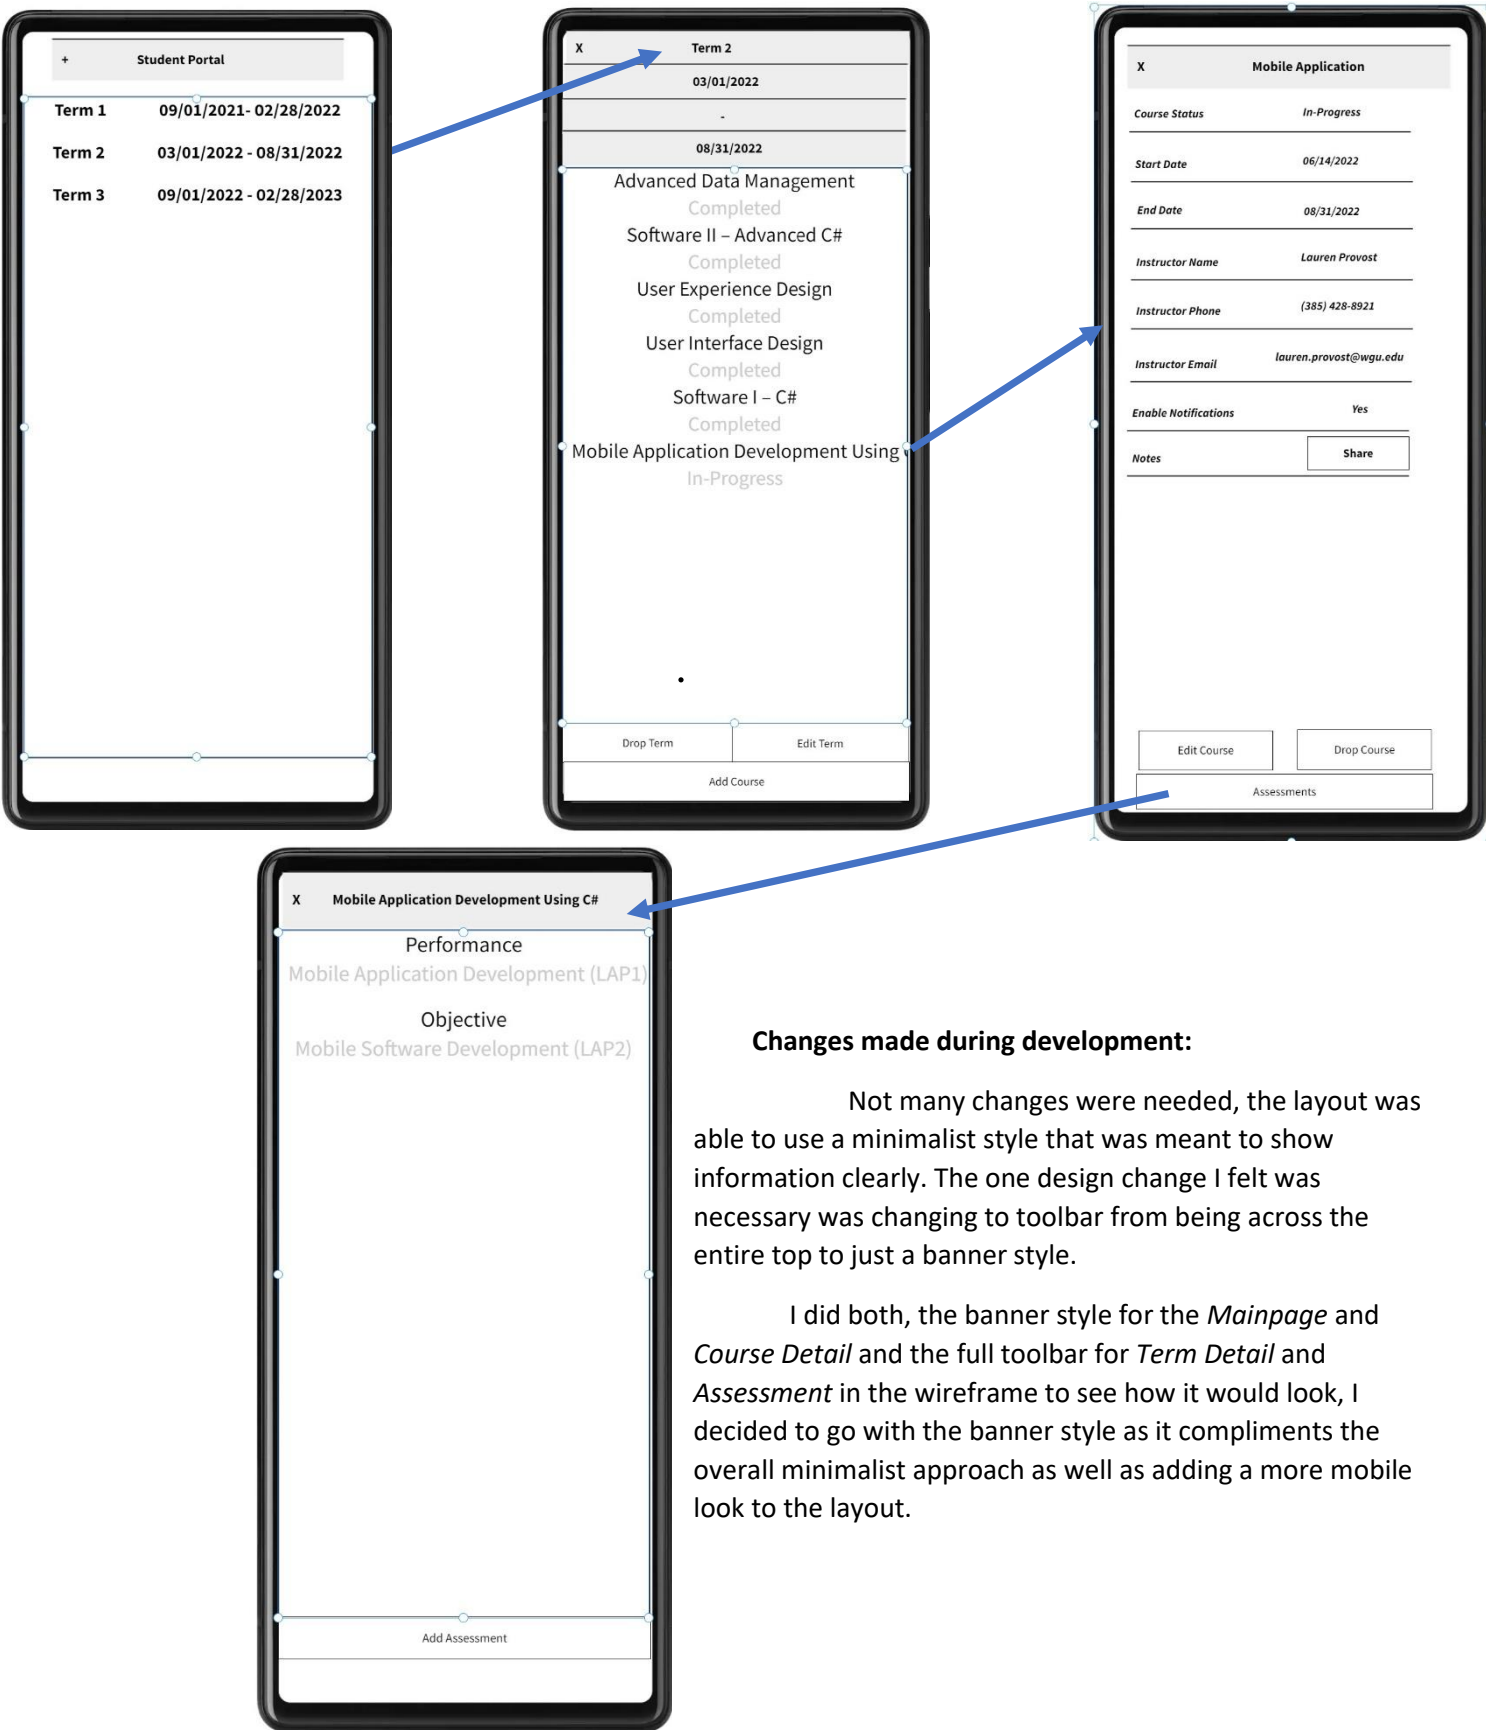 + Student Portal
Term 1 09/01/2021- 02/28/2022
Term 2 03/01/2022 - 08/31/2022
Term 3 09/01/2022 - 02/28/2023
X Term 2
03/01/2022
-
08/31/2022
Advanced Data Management
Completed
Software II – Advanced C#
Completed
User Experience Design
Completed
User Interface Design
Completed
Software I – C#
Completed
Mobile Application Development Using
In-Progress
Drop Term Edit Term
Add Course
X Mobile Application
Course Status In-Progress
Start Date 06/14/2022
End Date 08/31/2022
Instructor Name Lauren Provost
Instructor Phone (385) 428-8921
Instructor Email lauren.provost@wgu.edu
Enable Notifications Yes
Notes Share
Edit Course Drop Course
Assessments
X Mobile Application Development Using C#
Performance
Mobile Application Development (LAP1)
Objective
Mobile Software Development (LAP2)
Add Assessment
Changes made during development:
Not many changes were needed, the layout was
able to use a minimalist style that was meant to show
information clearly. The one design change I felt was
necessary was changing to toolbar from being across the
entire top to just a banner style.
I did both, the banner style for the Mainpage and
Course Detail and the full toolbar for Term Detail and
Assessment in the wireframe to see how it would look, I
decided to go with the banner style as it compliments the
overall minimalist approach as well as adding a more mobile
look to the layout.